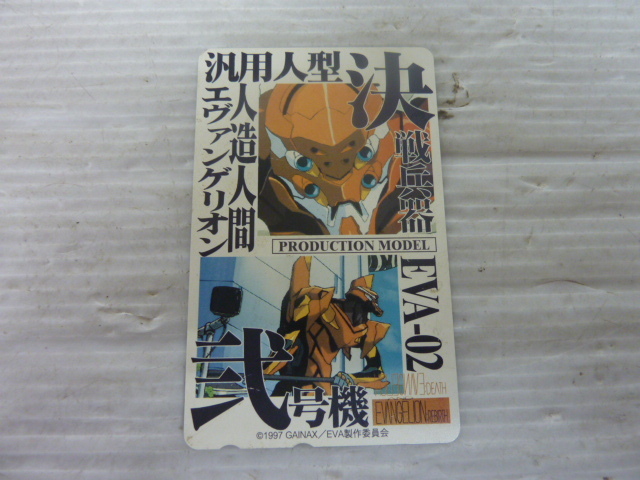 汎用人型
決
戦兵器
人造人間
エヴァンゲリオン
PRODUCTION MODEL
EVA-02
弐
号機
DEATH
EVANGELION
REBIRTH
©1997 GAINAX／EVA製作委員会